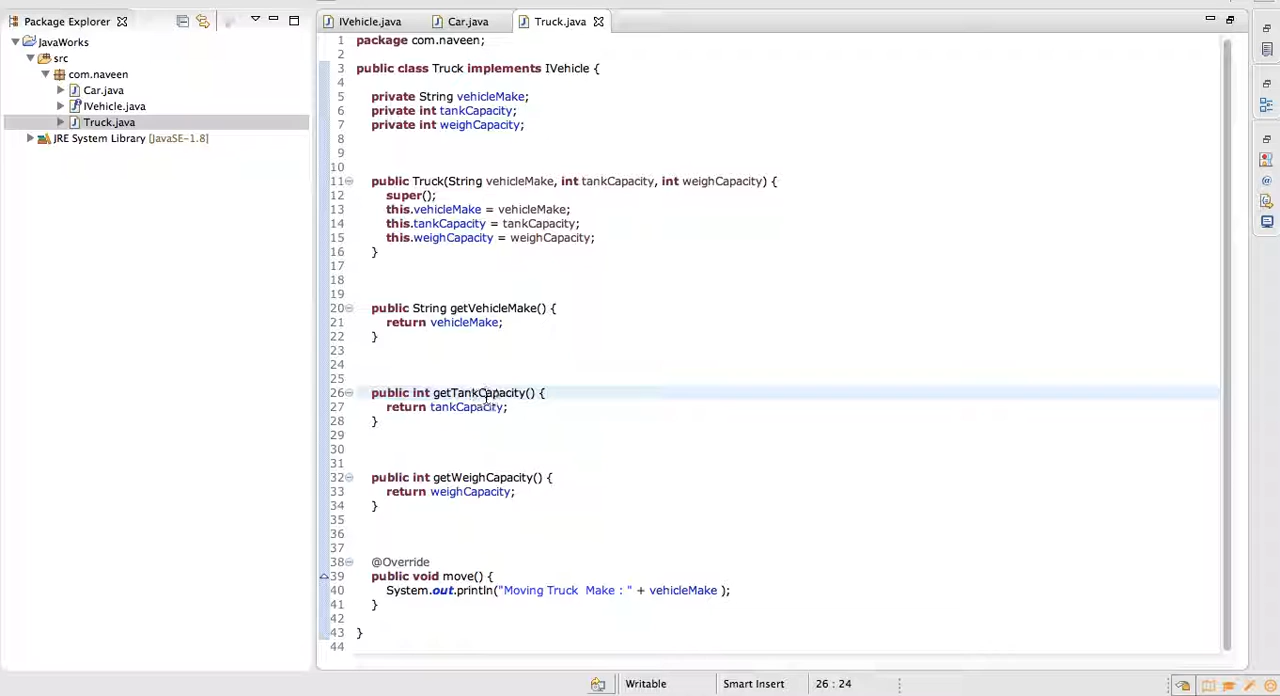 Package Explorer
JavaWorks
src
com.naveen
Car.java
IVehicle.java
Truck.java
JRE System Library [JavaSE-1.8]
IVehicle.java Car.java Truck.java
1 package com.naveen;
2
3 public class Truck implements IVehicle {
4
5 private String vehicleMake;
6 private int tankCapacity;
7 private int weighCapacity;
8
9
10
11 public Truck(String vehicleMake, int tankCapacity, int weighCapacity) {
12 super();
13 this.vehicleMake = vehicleMake;
14 this.tankCapacity = tankCapacity;
15 this.weighCapacity = weighCapacity;
16 }
17
18
19
20 public String getVehicleMake() {
21 return vehicleMake;
22 }
23
24
25
26 public int getTankCapacity() {
27 return tankCapacity;
28 }
29
30
31
32 public int getWeighCapacity() {
33 return weighCapacity;
34 }
35
36
37
38 @Override
39 public void move() {
40 System.out.println("Moving Truck  Make : " + vehicleMake );
41 }
42
43 }
44
Writable Smart Insert 26 : 24